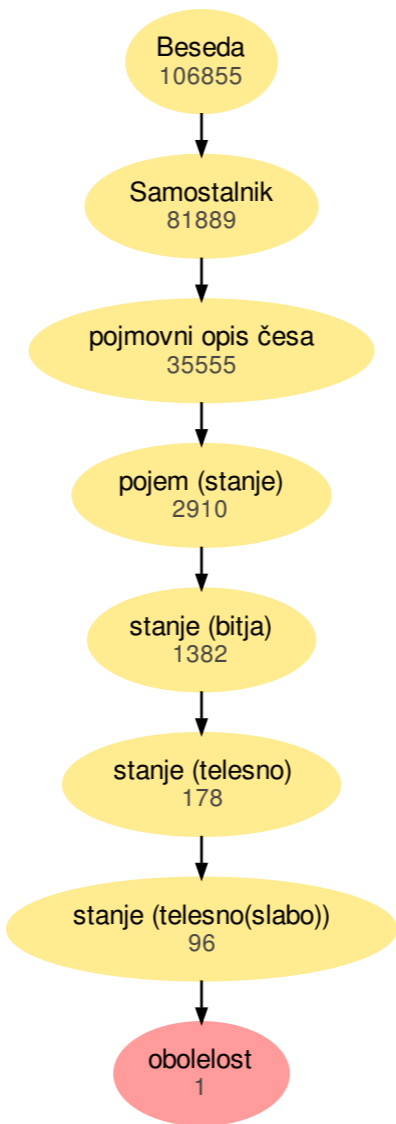 Beseda
106855
Samostalnik
81889
pojmovni opis česa
35555
pojem (stanje)
2910
stanje (bitja)
1382
stanje (telesno)
178
stanje (telesno(slabo))
96
obolelost
1